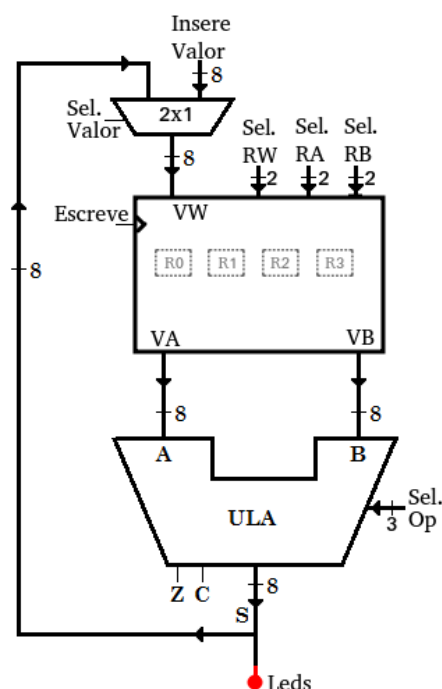 Insere
Valor
8
Sel.
Valor
2x1
8
Sel.
RW
Sel.
RA
Sel.
RB
2
2
2
Escreve
VW
R0
R1
R2
R3
8
VA
VB
8
8
A
B
ULA
Sel.
Op
3
Z
C
8
S
Leds